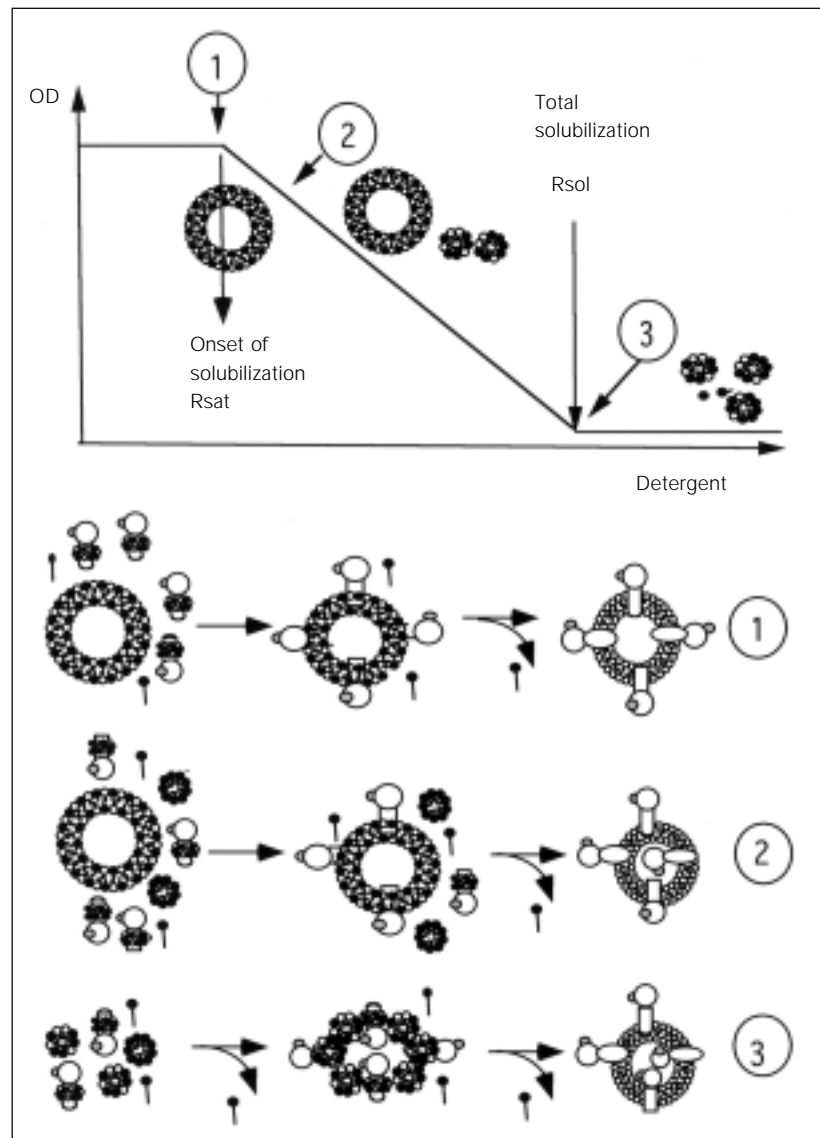 OD
1
2
Total
solubilization
Rsol
3
Onset of
solubilization
Rsat
Detergent
1
2
3